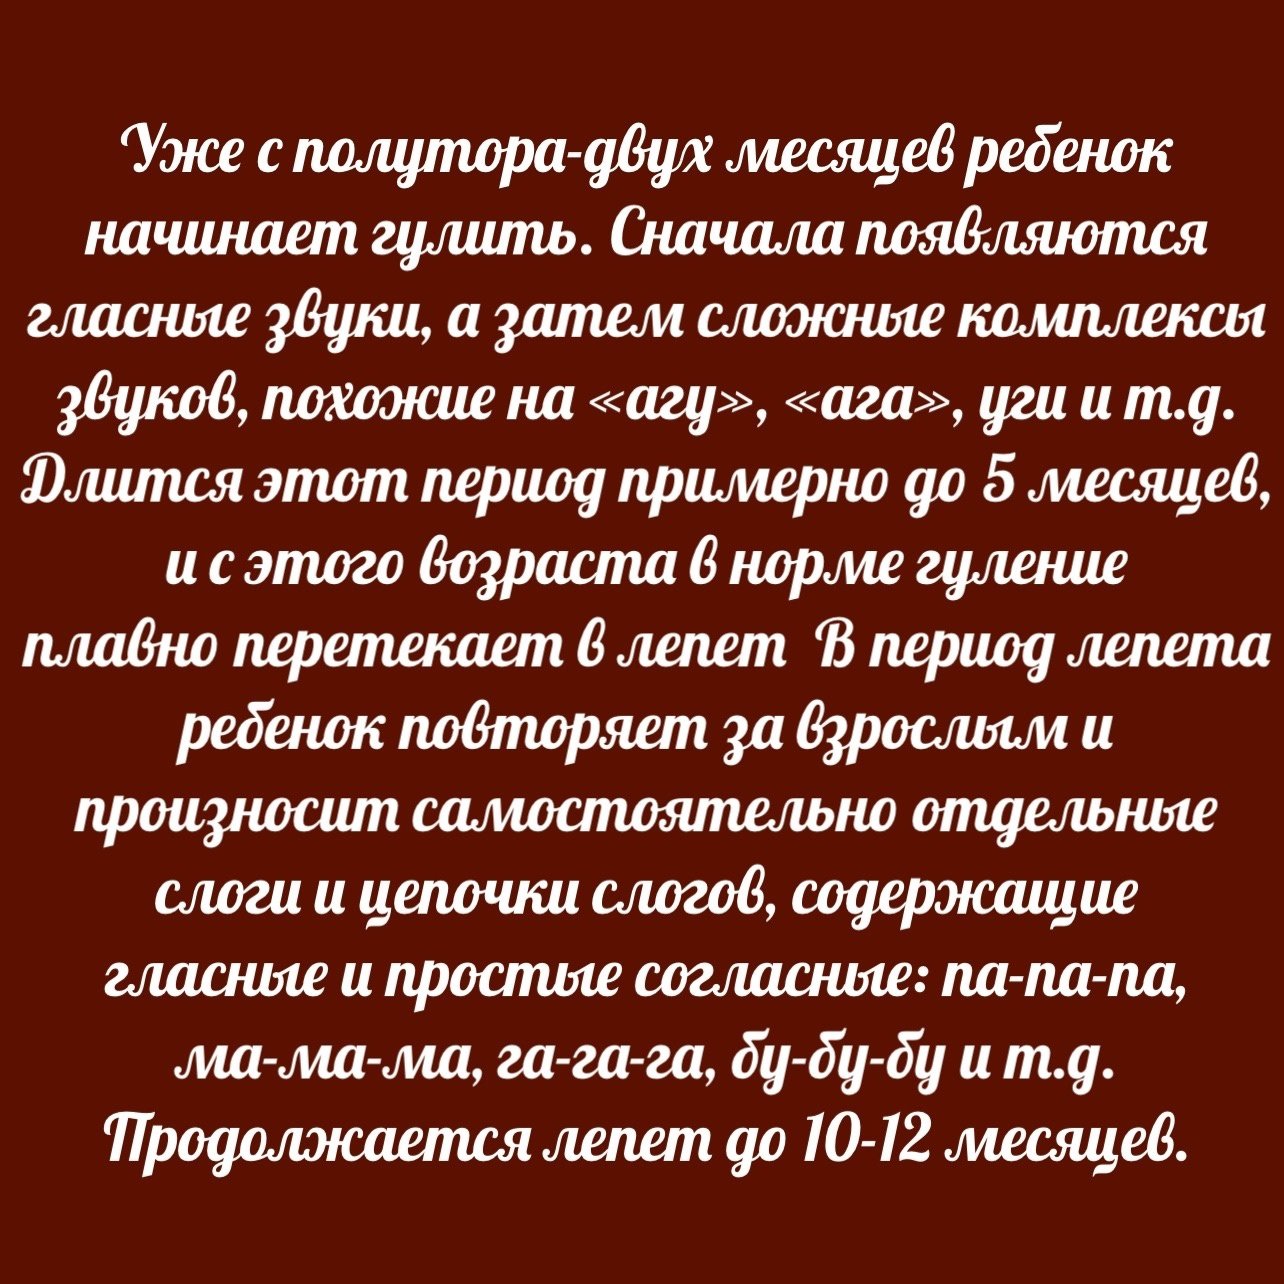 Уже с полутора-двух месяцев ребенок
начинает гулить. Сначала появляются
гласные звуки, а затем сложные комплексы
звуков, похожие на «агу», «ага», уги и т.д.
Длится этот период примерно до 5 месяцев,
и с этого возраста в норме гуление
плавно перетекает в лепет В период лепета
ребенок повторяет за взрослым и
произносит самостоятельно отдельные
слоги и цепочки слогов, содержащие
гласные и простые согласные: па-па-па,
ма-ма-ма, га-га-га, бу-бу-бу и т.д.
Продолжается лепет до 10-12 месяцев.